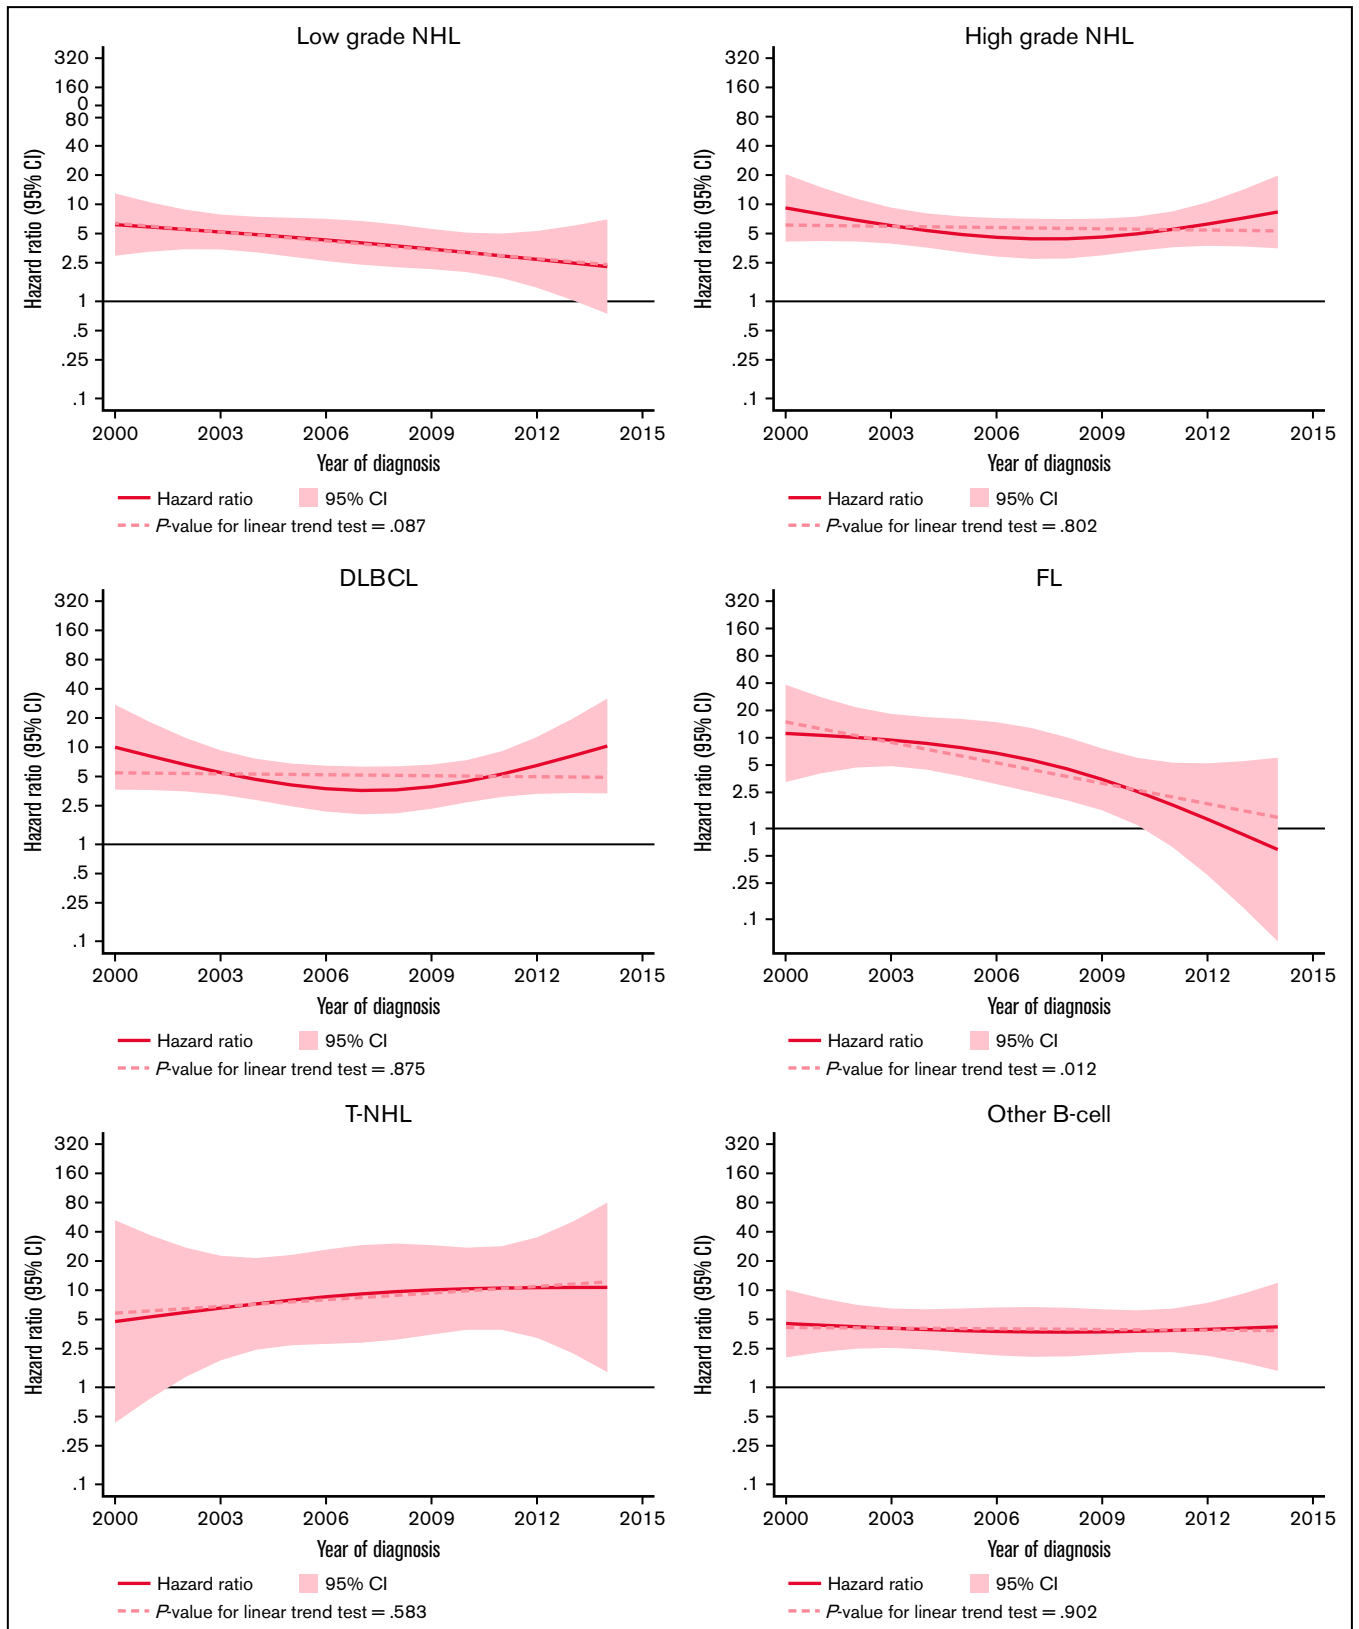 Low grade NHL
Hazard ratio (95% CI)
320
160
0
80
40
20
10
5
2.5
1
.5
.25
.1
2000 2003 2006 2009 2012 2015
Year of diagnosis
Hazard ratio 95% CI
P-value for linear trend test = .087
High grade NHL
Hazard ratio (95% CI)
320
160
80
40
20
10
5
2.5
1
.5
.25
.1
2000 2003 2006 2009 2012 2015
Year of diagnosis
Hazard ratio 95% CI
P-value for linear trend test = .802
DLBCL
Hazard ratio (95% CI)
320
160
80
40
20
10
5
2.5
1
.5
.25
.1
2000 2003 2006 2009 2012 2015
Year of diagnosis
Hazard ratio 95% CI
P-value for linear trend test = .875
FL
Hazard ratio (95% CI)
320
160
80
40
20
10
5
2.5
1
.5
.25
.1
2000 2003 2006 2009 2012 2015
Year of diagnosis
Hazard ratio 95% CI
P-value for linear trend test = .012
T-NHL
Hazard ratio (95% CI)
320
160
80
40
20
10
5
2.5
1
.5
.25
.1
2000 2003 2006 2009 2012 2015
Year of diagnosis
Hazard ratio 95% CI
P-value for linear trend test = .583
Other B-cell
Hazard ratio (95% CI)
320
160
80
40
20
10
5
2.5
1
.5
.25
.1
2000 2003 2006 2009 2012 2015
Year of diagnosis
Hazard ratio 95% CI
P-value for linear trend test = .902